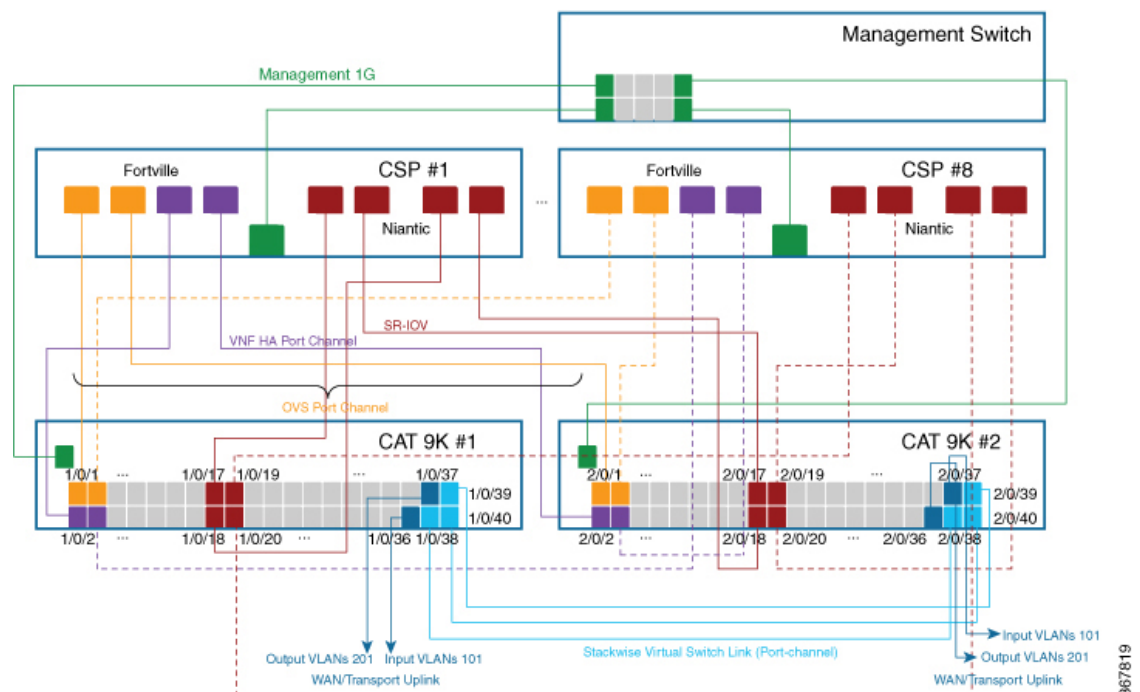 Management Switch
Management 1G
Fortville
CSP #1
Niantic
...
Fortville
CSP #8
Niantic
SR-IOV
VNF HA Port Channel
OVS Port Channel
CAT 9K #1
1/0/1 ... 1/0/17 1/0/19 ... 1/0/37
1/0/39
1/0/40
1/0/2 ... 1/0/18 1/0/20 ... 1/0/36 1/0/38
CAT 9K #2
2/0/1 ... 2/0/17 2/0/19 ... 2/0/37
2/0/39
2/0/40
2/0/2 ... 2/0/18 2/0/20 ... 2/0/36 2/0/38
Output VLANs 201 Input VLANs 101
WAN/Transport Uplink
Stackwise Virtual Switch Link (Port-channel)
Input VLANs 101
Output VLANs 201
WAN/Transport Uplink